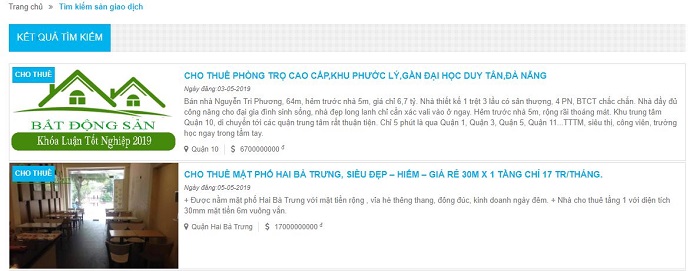 Trang chủ » Tìm kiếm sàn giao dịch
KẾT QUẢ TÌM KIẾM
CHO THUÊ
BẤT ĐỘNG SẢN
Khóa Luận Tốt Nghiệp 2019
CHO THUÊ PHÒNG TRỌ CAO CẤP,KHU PHƯỚC LÝ,GẦN ĐẠI HỌC DUY TÂN,ĐÀ NẴNG
Ngày đăng:03-05-2019
Bán nhà Nguyễn Tri Phương, 64m, hẻm trước nhà 5m, giá chỉ 6,7 tỷ. Nhà thiết kế 1 trệt 3 lầu có sân thượng, 4 PN, BTCT chắc chắn. Nhà đầy đủ
công năng cho đại gia đình sinh sống, nhà đẹp long lanh chỉ cần xác vali vào ở ngay. Hẻm trước nhà 5m, rộng rãi thoáng mát. Khu trung tâm
Quận 10, di chuyển tới các quận trung tâm rất thuận tiện. Chỉ 5 phút là qua Quận 1, Quận 3, Quận 5, Quận 11...TTTM, siêu thị, công viên, trường
học ngay trong tầm tay.
Quận 10 $ 6700000000 đ
CHO THUÊ
CHO THUÊ MẶT PHỐ HAI BÀ TRƯNG, SIÊU ĐẸP – HIẾM – GIÁ RẺ 30M X 1 TẦNG CHỈ 17 TR/THÁNG.
Ngày đăng:05-05-2019
+ Được nằm mặt phố Hai Bà Trưng với mặt tiền rộng , vỉa hè thông thang, đông đúc, kinh doanh ngày đêm. + Nhà cho thuê tầng 1 với diện tích
30mm mặt tiền 6m vuông vắn.
Quận Hai Bà Trưng $ 17000000000 đ